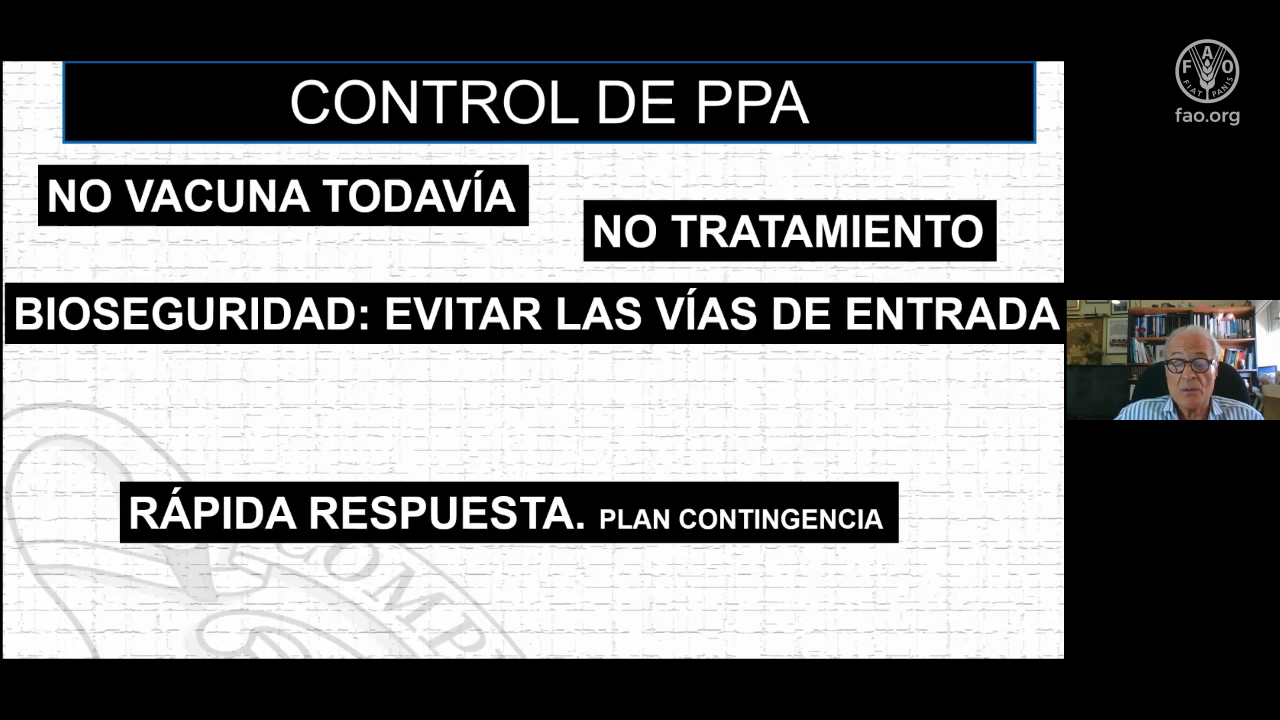 CONTROL DE PPA
NO VACUNA TODAVÍA
NO TRATAMIENTO
BIOSEGURIDAD: EVITAR LAS VÍAS DE ENTRADA
RÁPIDA RESPUESTA. PLAN CONTINGENCIA
COMPL
F A O
FIAT PANIS
fao.org